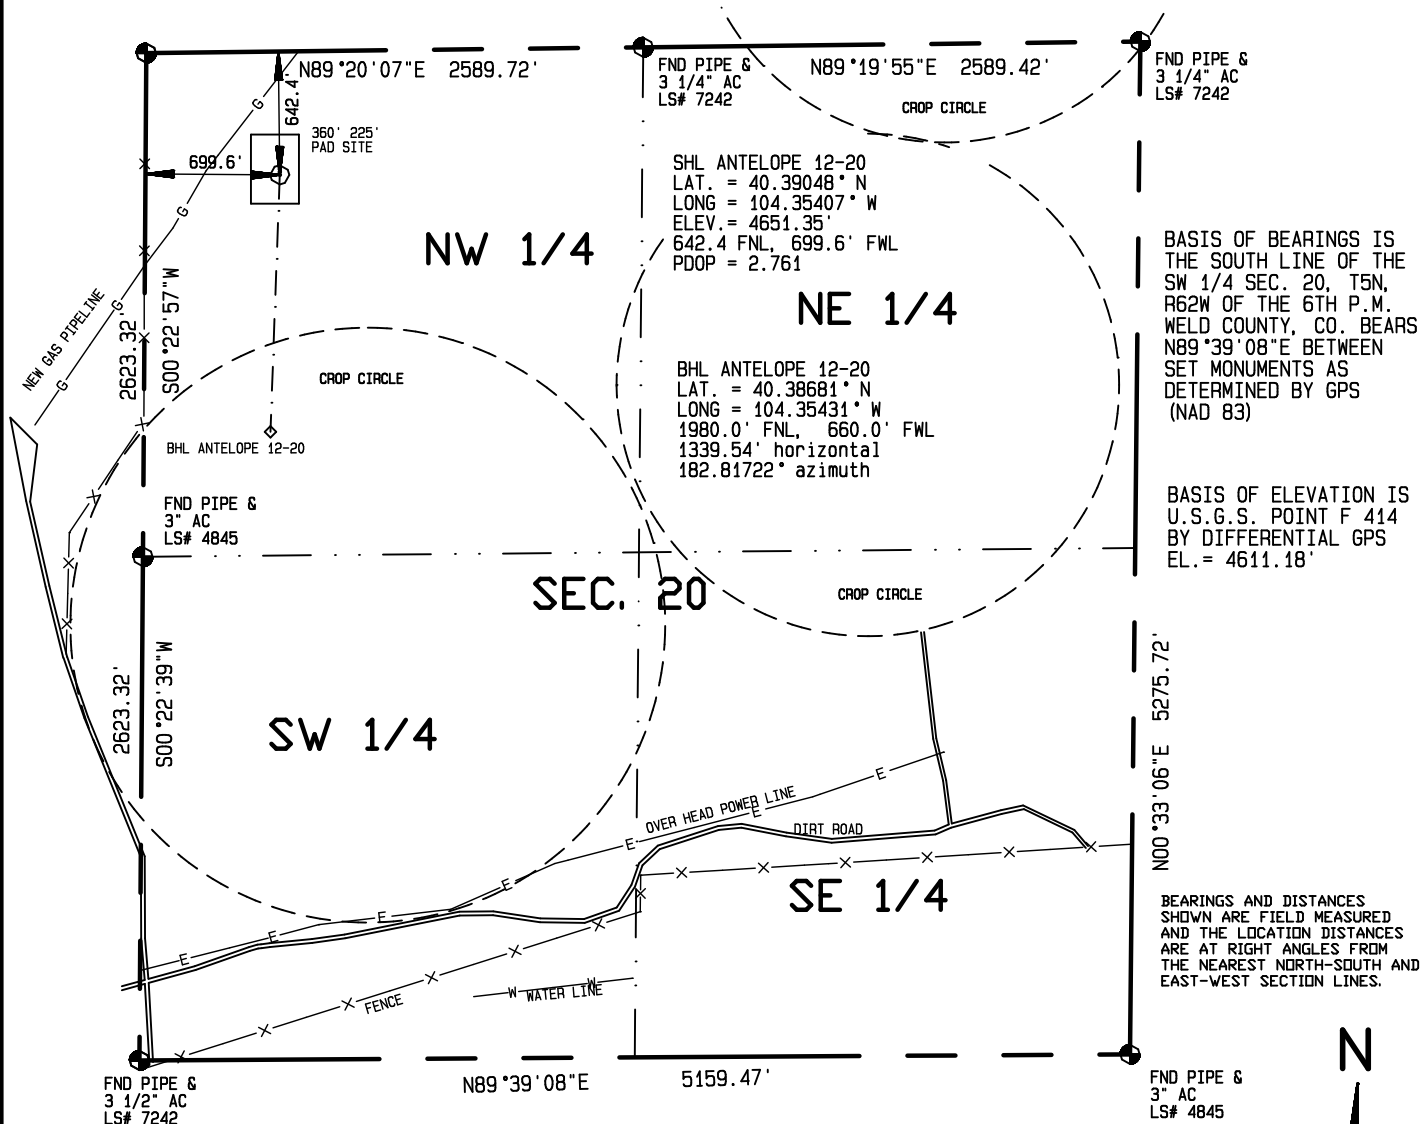 N89°20'07"E 2589.72'
N89°19'55"E 2589.42'
FND PIPE &
3 1/4" AC
LS# 7242
FND PIPE &
3 1/4" AC
LS# 7242
CROP CIRCLE
642.4'
360' 225'
PAD SITE
699.6'
G
G
G
G
NEW GAS PIPELINE
2623.32'
S00°22'57"W
NW 1/4
SHL ANTELOPE 12-20
LAT. = 40.39048° N
LONG = 104.35407° W
ELEV.= 4651.35'
642.4 FNL, 699.6' FWL
PDOP = 2.761
NE 1/4
BHL ANTELOPE 12-20
LAT. = 40.38681° N
LONG = 104.35431° W
1980.0' FNL, 660.0' FWL
1339.54' horizontal
182.81722° azimuth
BASIS OF BEARINGS IS
THE SOUTH LINE OF THE
SW 1/4 SEC. 20, T5N,
R62W OF THE 6TH P.M.
WELD COUNTY, CO. BEARS
N89°39'08"E BETWEEN
SET MONUMENTS AS
DETERMINED BY GPS
(NAD 83)
CROP CIRCLE
BHL ANTELOPE 12-20
FND PIPE &
3" AC
LS# 4845
BASIS OF ELEVATION IS
U.S.G.S. POINT F 414
BY DIFFERENTIAL GPS
EL.= 4611.18'
SEC. 20
CROP CIRCLE
2623.32'
S00°22'39"W
SW 1/4
N00°33'06"E 5275.72'
OVER HEAD POWER LINE
E
E
E
E
E
E
E
DIRT ROAD
SE 1/4
BEARINGS AND DISTANCES
SHOWN ARE FIELD MEASURED
AND THE LOCATION DISTANCES
ARE AT RIGHT ANGLES FROM
THE NEAREST NORTH-SOUTH AND
EAST-WEST SECTION LINES.
FENCE
W
WATER LINE
W
N
FND PIPE &
3 1/2" AC
LS# 7242
N89°39'08"E 5159.47'
FND PIPE &
3" AC
LS# 4845